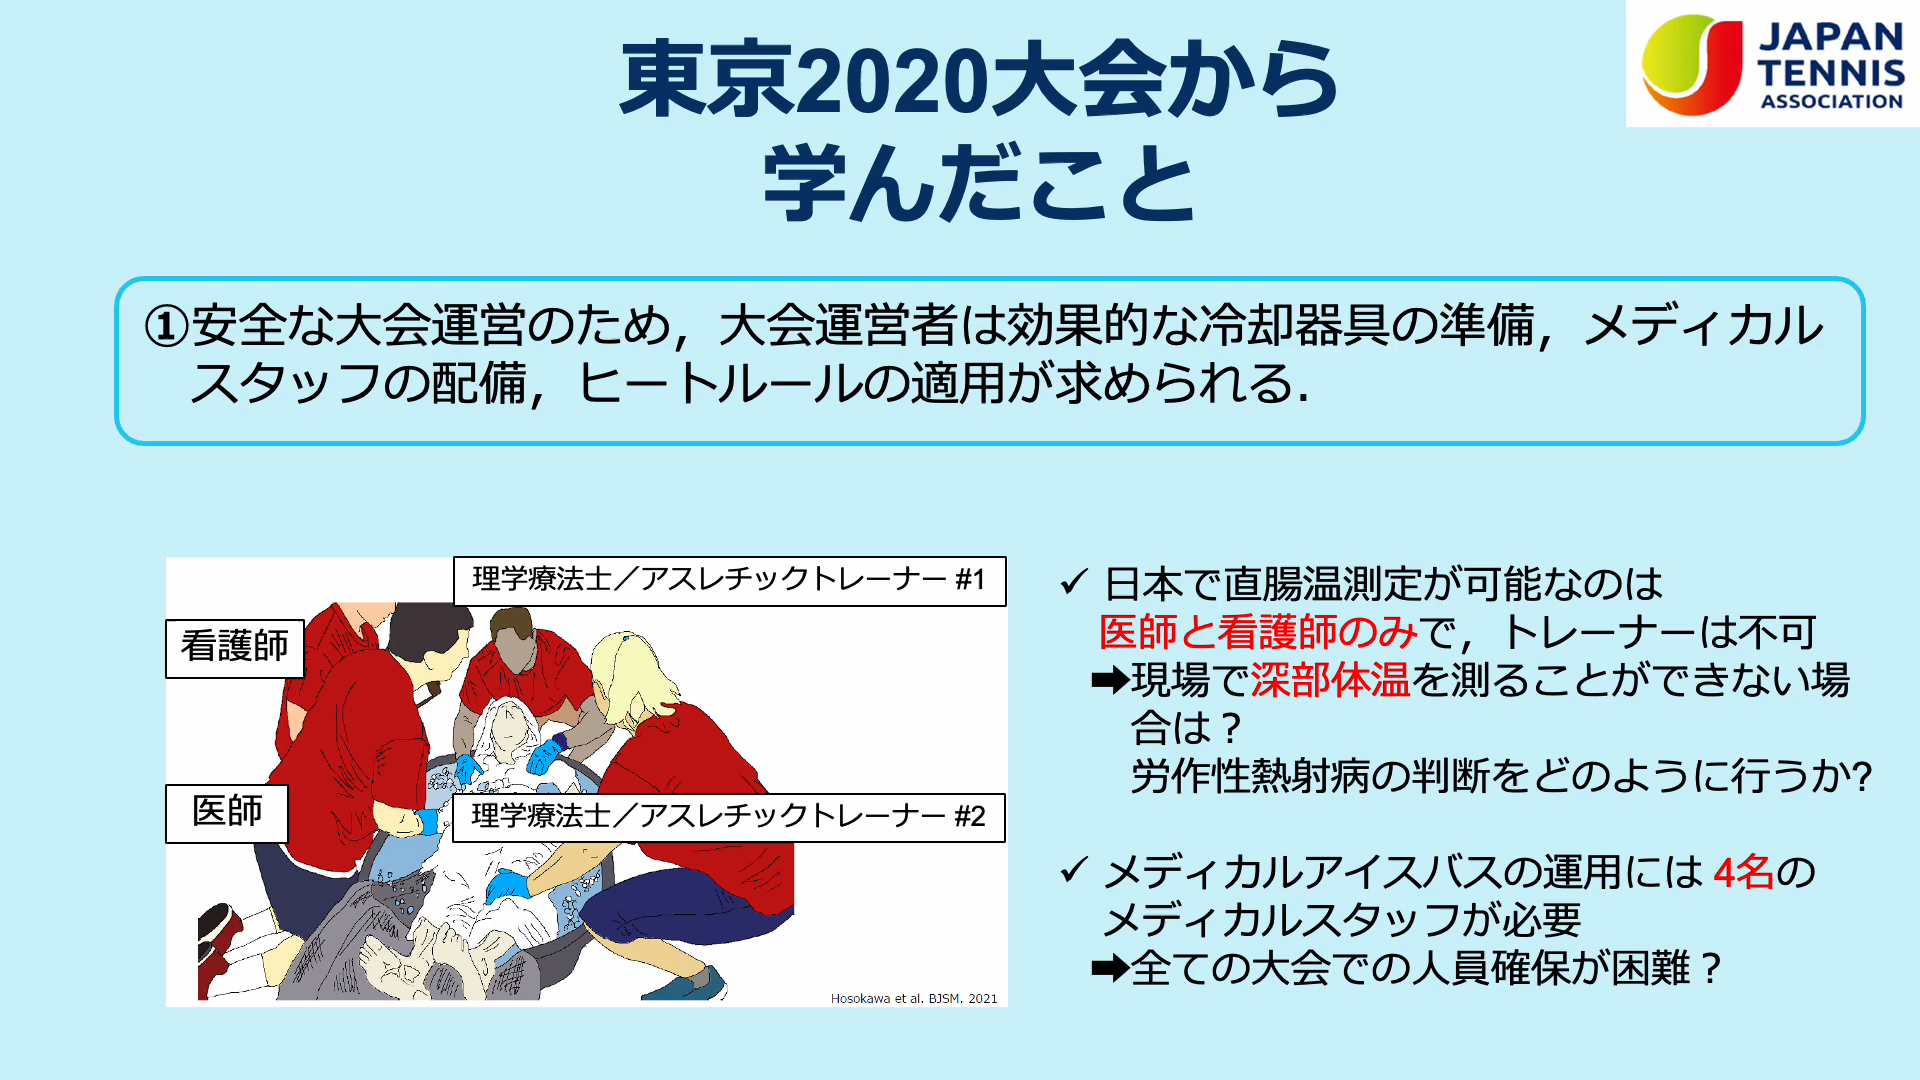 東京2020大会から
学んだこと
JAPAN
TENNIS
ASSOCIATION
①安全な大会運営のため，大会運営者は効果的な冷却器具の準備，メディカル
スタッフの配備，ヒートルールの適用が求められる．
理学療法士／アスレチックトレーナー #1
看護師
医師
理学療法士／アスレチックトレーナー #2
Hosokawa et al. BJSM. 2021
✓ 日本で直腸温測定が可能なのは
医師と看護師のみで，トレーナーは不可
➡現場で深部体温を測ることができない場
合は？
労作性熱射病の判断をどのように行うか?
✓ メディカルアイスバスの運用には 4名の
メディカルスタッフが必要
➡全ての大会での人員確保が困難？